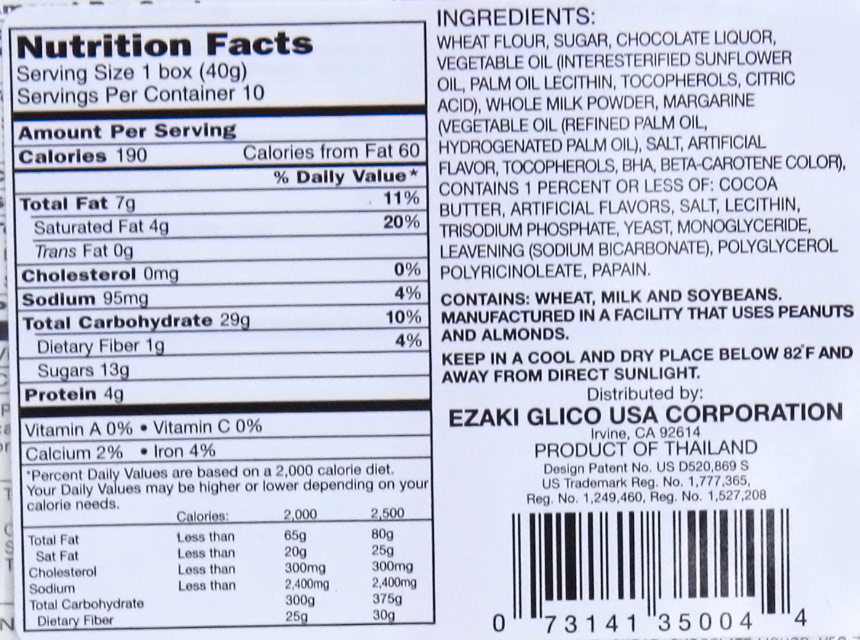 Nutrition Facts
Serving Size 1 box (40g)
Servings Per Container 10
Amount Per Serving
Calories 190 Calories from Fat 60
% Daily Value*
Total Fat 7g 11%
Saturated Fat 4g 20%
Trans Fat 0g
Cholesterol 0mg 0%
Sodium 95mg 4%
Total Carbohydrate 29g 10%
Dietary Fiber 1g 4%
Sugars 13g
Protein 4g
Vitamin A 0% • Vitamin C 0%
Calcium 2% • Iron 4%
*Percent Daily Values are based on a 2,000 calorie diet.
Your Daily Values may be higher or lower depending on your
calorie needs.
Calories: 2,000 2,500
Total Fat Less than 65g 80g
Sat Fat Less than 20g 25g
Cholesterol Less than 300mg 300mg
Sodium Less than 2,400mg 2,400mg
Total Carbohydrate 300g 375g
Dietary Fiber 25g 30g
INGREDIENTS:
WHEAT FLOUR, SUGAR, CHOCOLATE LIQUOR,
VEGETABLE OIL (INTERESTERIFIED SUNFLOWER
OIL, PALM OIL LECITHIN, TOCOPHEROLS, CITRIC
ACID), WHOLE MILK POWDER, MARGARINE
(VEGETABLE OIL (REFINED PALM OIL,
HYDROGENATED PALM OIL), SALT, ARTIFICIAL
FLAVOR, TOCOPHEROLS, BHA, BETA-CAROTENE COLOR),
CONTAINS 1 PERCENT OR LESS OF: COCOA
BUTTER, ARTIFICIAL FLAVORS, SALT, LECITHIN,
TRISODIUM PHOSPHATE, YEAST, MONOGLYCERIDE,
LEAVENING (SODIUM BICARBONATE), POLYGLYCEROL
POLYRICINOLEATE, PAPAIN.
CONTAINS: WHEAT, MILK AND SOYBEANS.
MANUFACTURED IN A FACILITY THAT USES PEANUTS
AND ALMONDS.
KEEP IN A COOL AND DRY PLACE BELOW 82°F AND
AWAY FROM DIRECT SUNLIGHT.
Distributed by:
EZAKI GLICO USA CORPORATION
Irvine, CA 92614
PRODUCT OF THAILAND
Design Patent No. US D520,869 S
US Trademark Reg. No. 1,777,365,
Reg. No. 1,249,460, Reg. No. 1,527,208
0 73141 35004 4